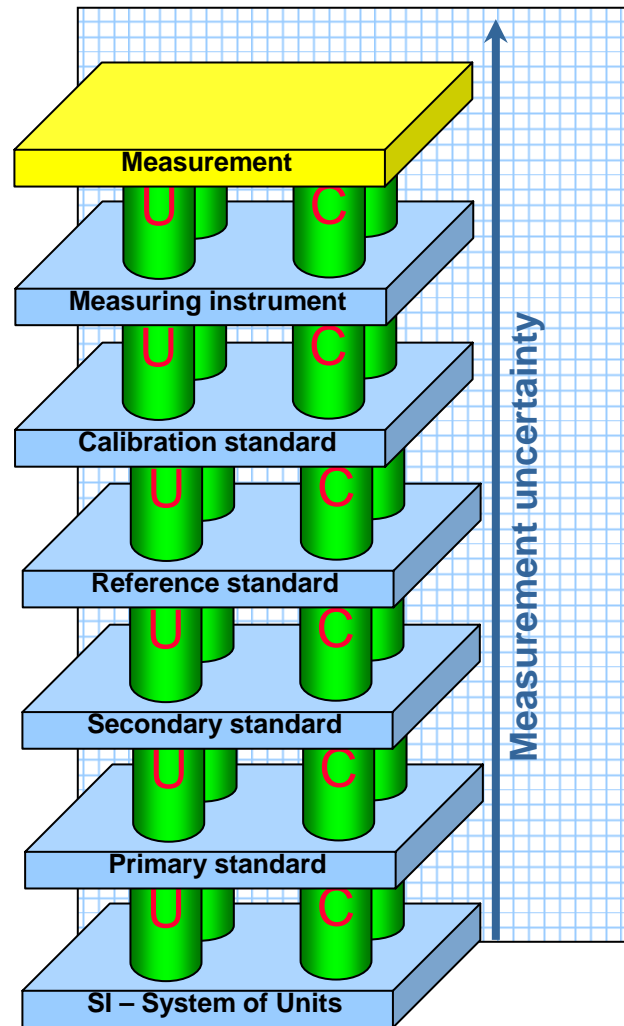 Measurement
U C
Measuring instrument
U C
Calibration standard
U C
Reference standard
U C
Secondary standard
U C
Primary standard
U C
SI – System of Units
Measurement uncertainty